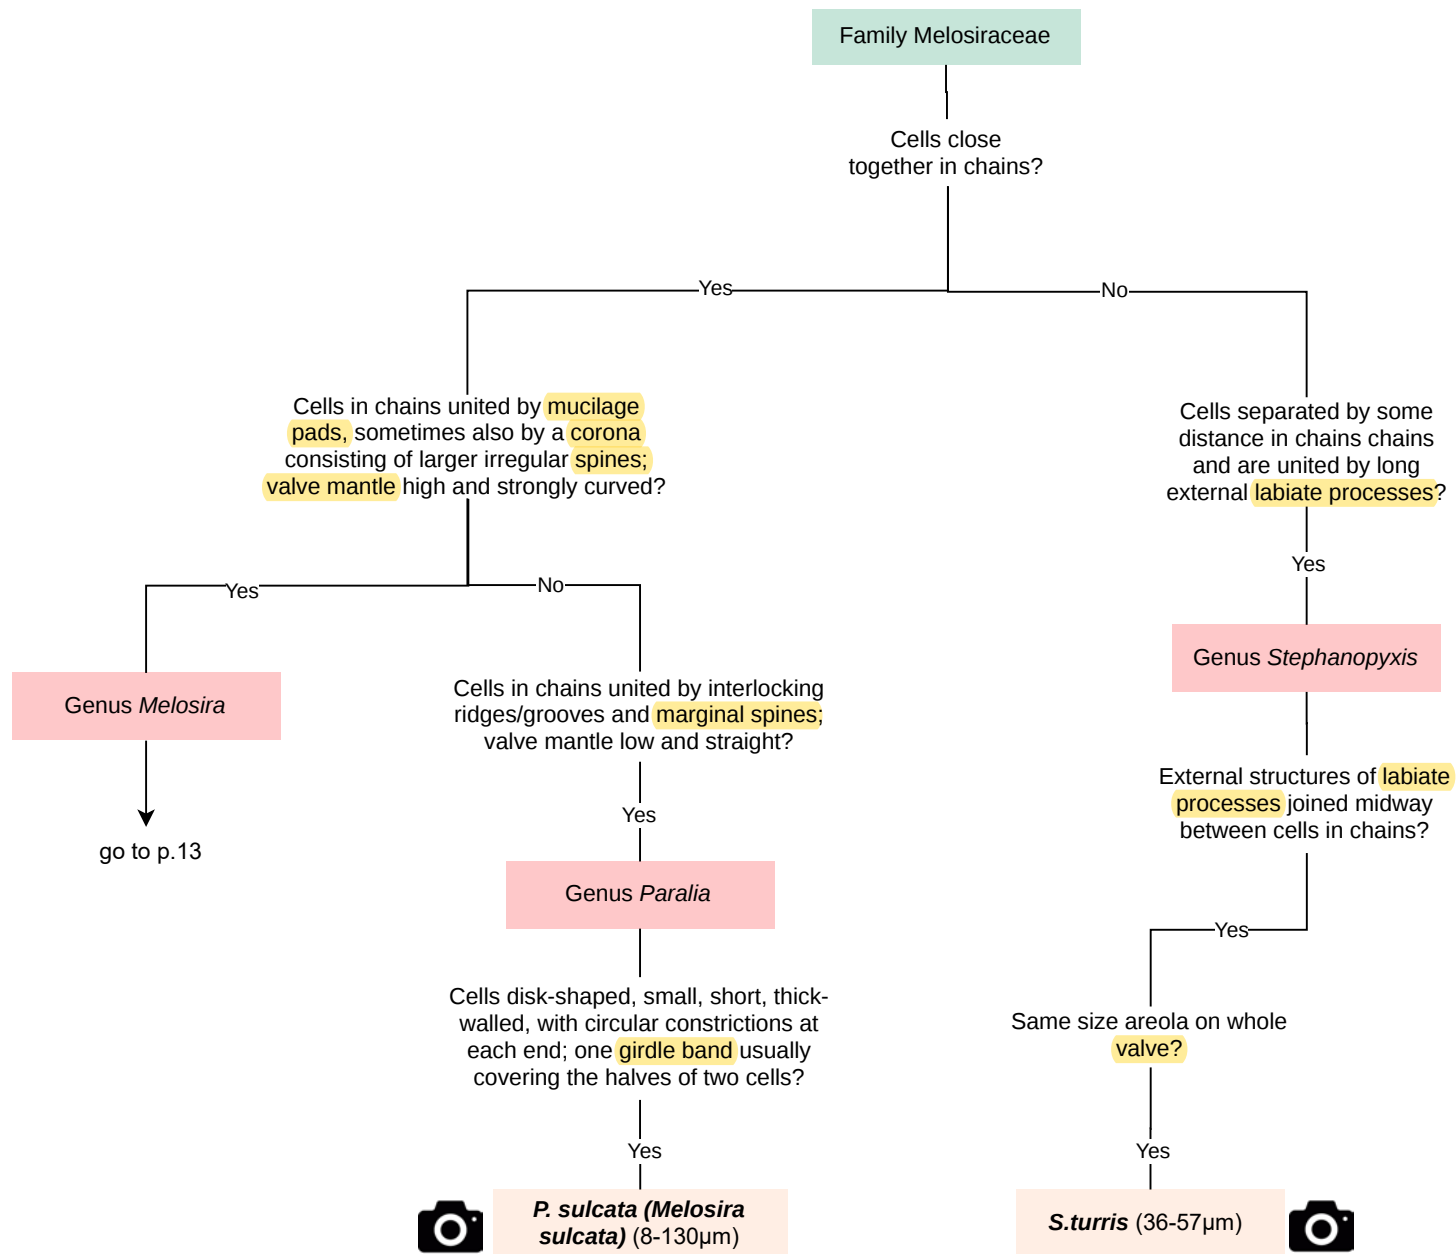 Family Melosiraceae
Cells close
together in chains?
Yes
No
Cells in chains united by mucilage
pads, sometimes also by a corona
consisting of larger irregular spines;
valve mantle high and strongly curved?
Cells separated by some
distance in chains chains
and are united by long
external labiate processes?
Yes
No
Yes
Genus Melosira
go to p.13
Cells in chains united by interlocking
ridges/grooves and marginal spines;
valve mantle low and straight?
Yes
Genus Paralia
Cells disk-shaped, small, short, thick-
walled, with circular constrictions at
each end; one girdle band usually
covering the halves of two cells?
Yes
P. sulcata (Melosira
sulcata) (8-130µm)
Genus Stephanopyxis
External structures of labiate
processes joined midway
between cells in chains?
Yes
Same size areola on whole
valve?
Yes
S.turris (36-57µm)